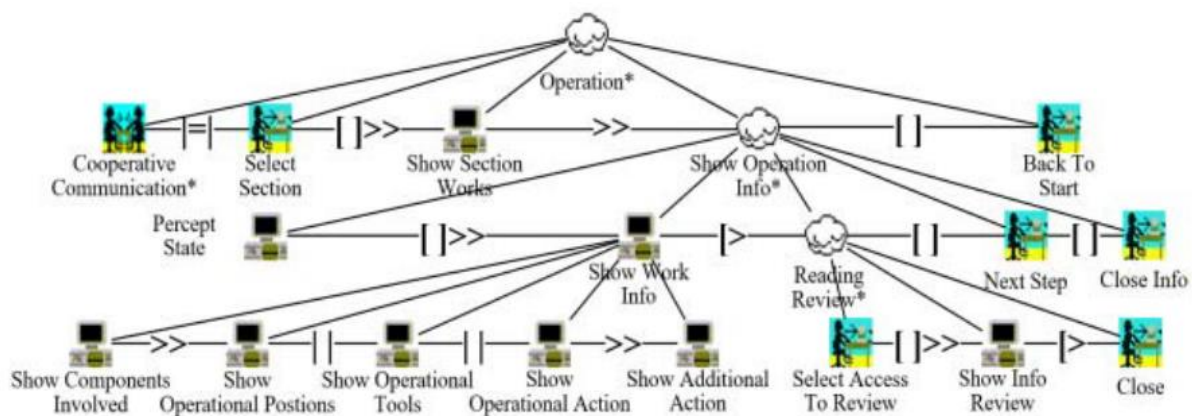 Operation*
|=|
[ ]>>
>>
[ ]
Cooperative
Communication*
Select
Section
Show Section
Works
Show Operation
Info*
Back To
Start
Percept
State
[ ]>>
[>
[ ]
[ ]
Show Work
Info
Reading
Review*
Next Step
Close Info
>>
||
||
>>
[ ]>>
[>
Show Components
Involved
Show
Operational Postions
Show Operational
Tools
Show
Operational Action
Show Additional
Action
Select Access
To Review
Show Info
Review
Close